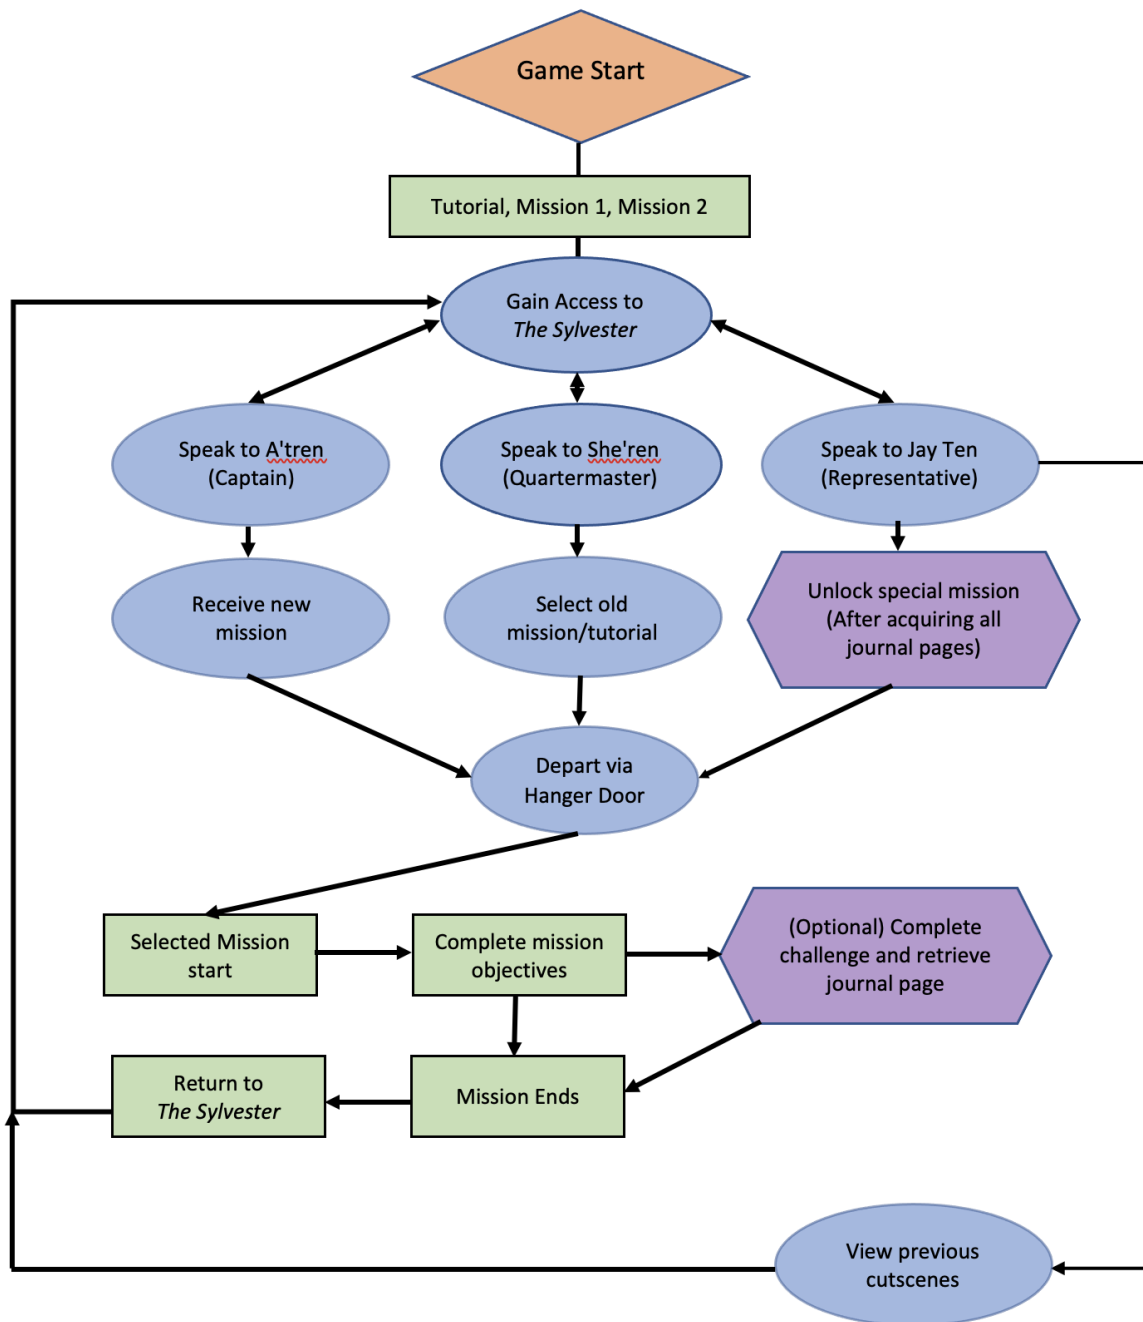 Game Start
Tutorial, Mission 1, Mission 2
Gain Access to
The Sylvester
Speak to A'tren
(Captain)
Speak to She'ren
(Quartermaster)
Speak to Jay Ten
(Representative)
Receive new
mission
Select old
mission/tutorial
Unlock special mission
(After acquiring all
journal pages)
Depart via
Hanger Door
Selected Mission
start
Complete mission
objectives
(Optional) Complete
challenge and retrieve
journal page
Return to
The Sylvester
Mission Ends
View previous
cutscenes